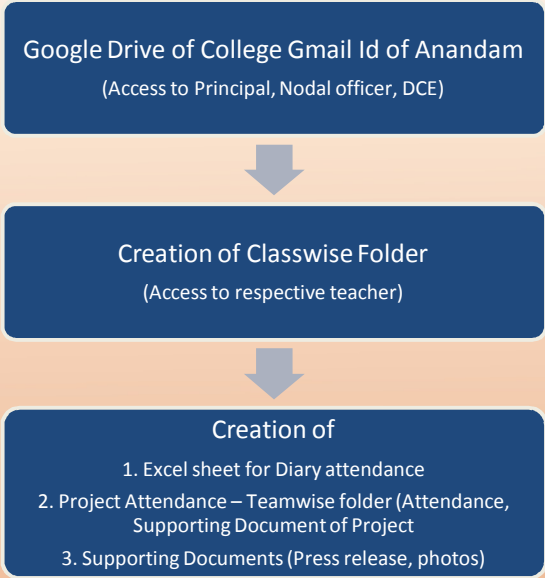 Google Drive of College Gmail Id of Anandam
(Access to Principal, Nodal officer, DCE)
Creation of Classwise Folder
(Access to respective teacher)
Creation of
1. Excel sheet for Diary attendance
2. Project Attendance – Teamwise folder (Attendance,
Supporting Document of Project
3. Supporting Documents (Press release, photos)